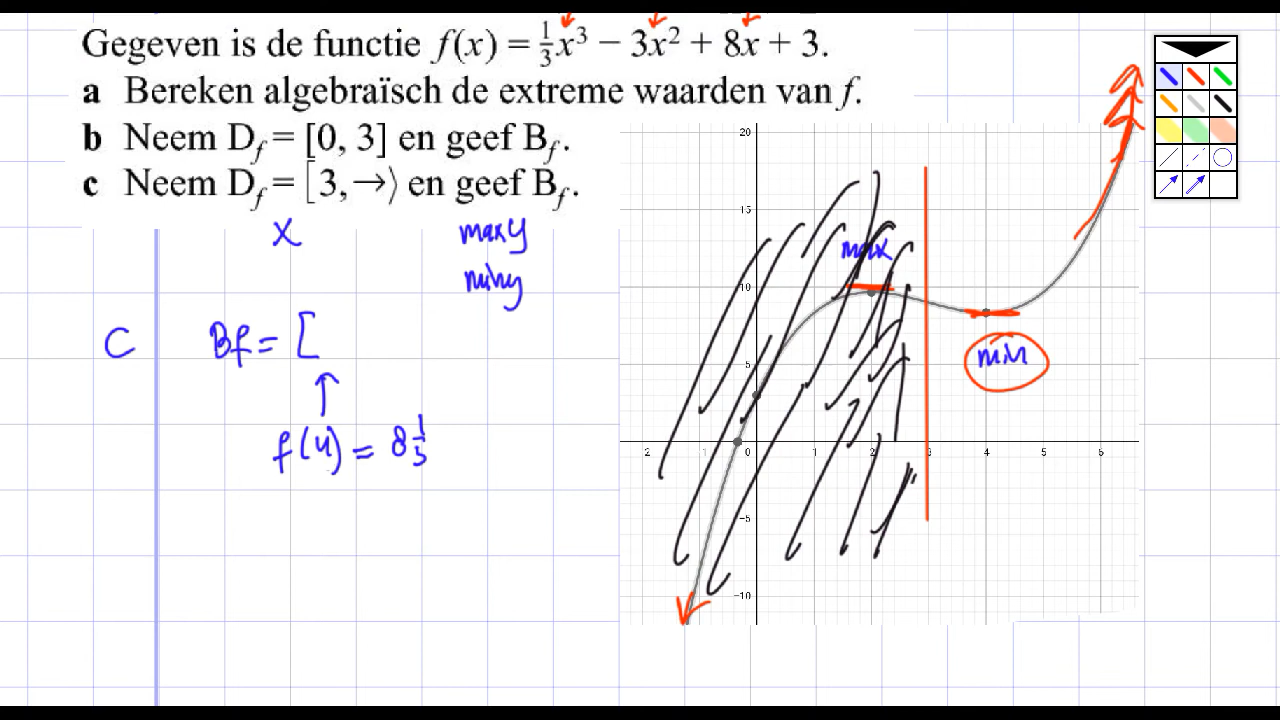 Gegeven is de functie f(x) = 1/3x³ − 3x² + 8x + 3.
a Bereken algebraïsch de extreme waarden van f.
b Neem D_f = [0, 3] en geef B_f.
c Neem D_f = [3, →⟩ en geef B_f.
x
max y
min y
C Bf = [
↑
f(4) = 8 1/3
max
min
20
15
10
5
-5
-10
2 1 0 1 2 3 4 5 6